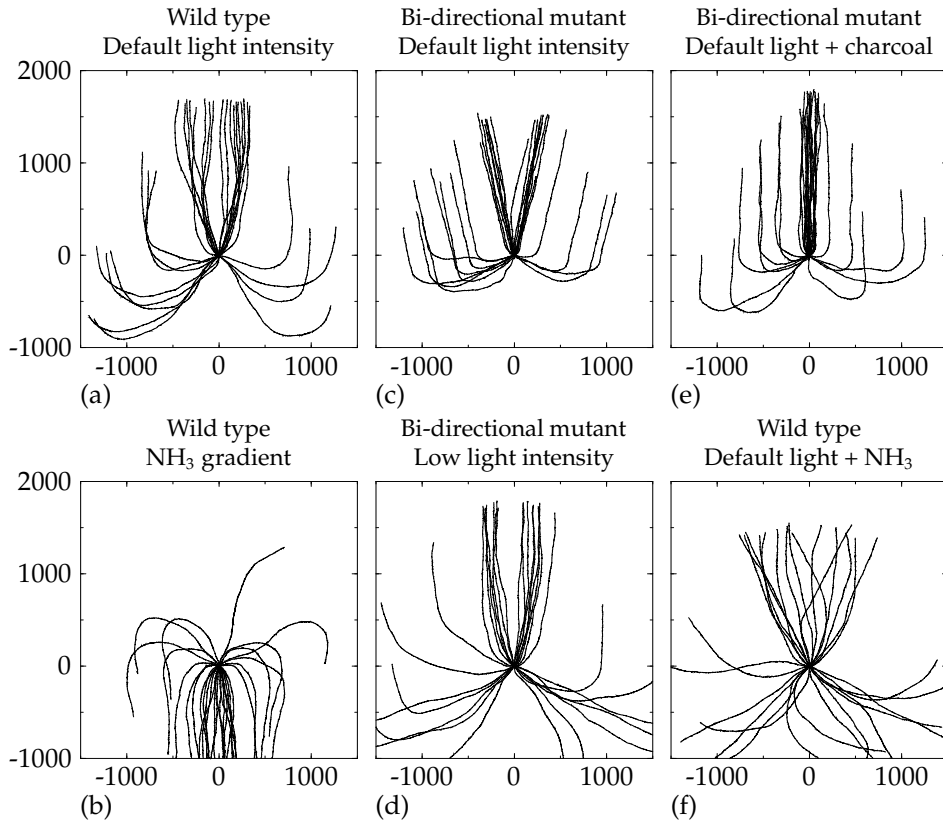 Wild type
Default light intensity
Bi-directional mutant
Default light intensity
Bi-directional mutant
Default light + charcoal
2000
1000
0
-1000
-1000 0 1000
-1000 0 1000
-1000 0 1000
(a)
(c)
(e)
Wild type
NH₃ gradient
Bi-directional mutant
Low light intensity
Wild type
Default light + NH₃
2000
1000
0
-1000
-1000 0 1000
-1000 0 1000
-1000 0 1000
(b)
(d)
(f)